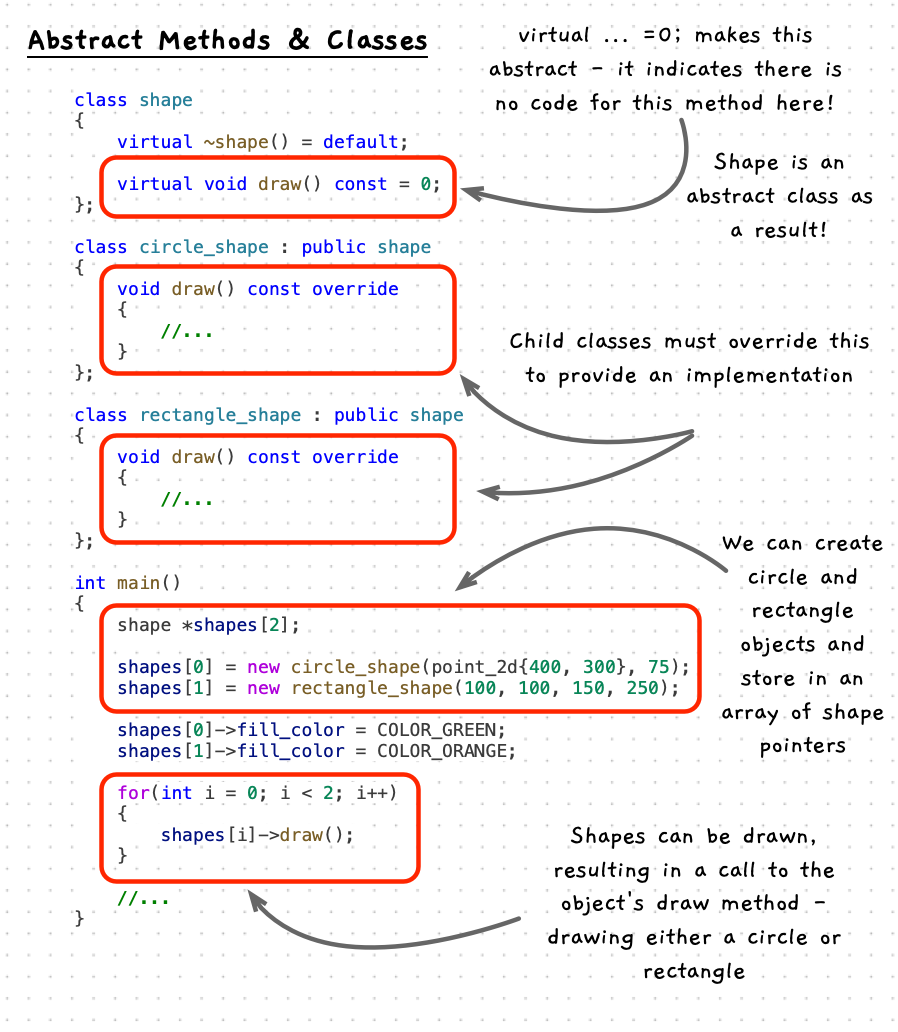 Abstract Methods & Classes
virtual ... =0; makes this
abstract - it indicates there is
no code for this method here!
Shape is an
abstract class as
a result!
class shape
{
    virtual ~shape() = default;
    virtual void draw() const = 0;
};
class circle_shape : public shape
{
    void draw() const override
    {
        //...
    }
};
Child classes must override this
to provide an implementation
class rectangle_shape : public shape
{
    void draw() const override
    {
        //...
    }
};
We can create
circle and
rectangle
objects and
store in an
array of shape
pointers
int main()
{
    shape *shapes[2];
    shapes[0] = new circle_shape(point_2d{400, 300}, 75);
    shapes[1] = new rectangle_shape(100, 100, 150, 250);
    shapes[0]->fill_color = COLOR_GREEN;
    shapes[1]->fill_color = COLOR_ORANGE;
    for(int i = 0; i < 2; i++)
    {
        shapes[i]->draw();
    }
    //...
}
Shapes can be drawn,
resulting in a call to the
object's draw method -
drawing either a circle or
rectangle